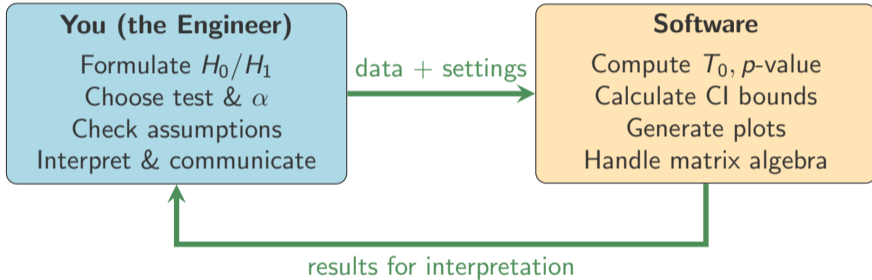 You (the Engineer)
Formulate H₀/H₁
Choose test & α
Check assumptions
Interpret & communicate
data + settings
Software
Compute T₀, p-value
Calculate CI bounds
Generate plots
Handle matrix algebra
results for interpretation